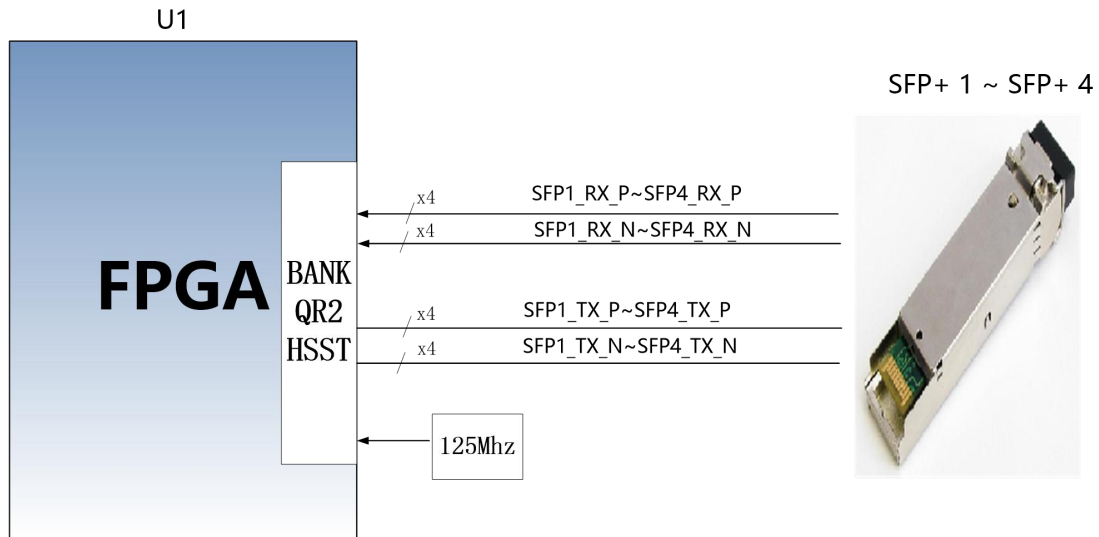 U1
SFP+ 1 ~ SFP+ 4
x4
SFP1_RX_P~SFP4_RX_P
x4
SFP1_RX_N~SFP4_RX_N
FPGA
BANK
QR2
HSST
x4
SFP1_TX_P~SFP4_TX_P
x4
SFP1_TX_N~SFP4_TX_N
125Mhz